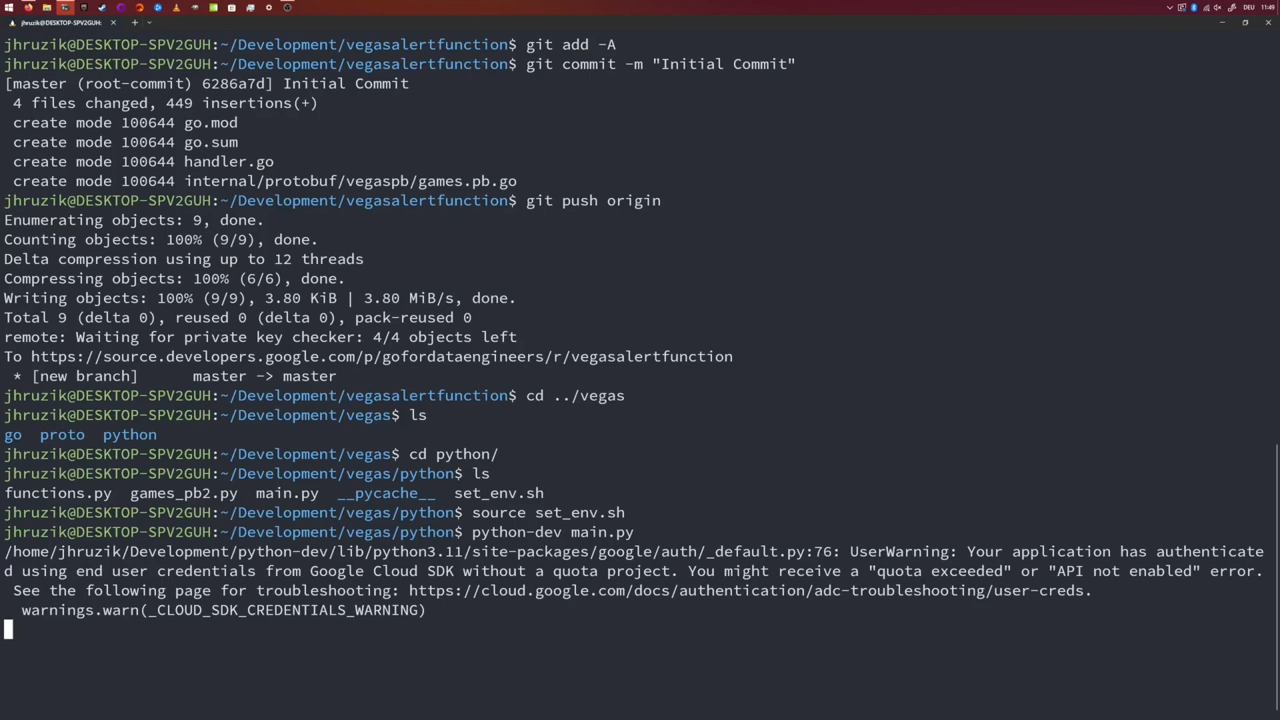 DEU
11:49
jhruzik@DESKTOP-SPV2GUH:
jhruzik@DESKTOP-SPV2GUH:~/Development/vegasalertfunction$ git add -A
jhruzik@DESKTOP-SPV2GUH:~/Development/vegasalertfunction$ git commit -m "Initial Commit"
[master (root-commit) 6286a7d] Initial Commit
 4 files changed, 449 insertions(+)
 create mode 100644 go.mod
 create mode 100644 go.sum
 create mode 100644 handler.go
 create mode 100644 internal/protobuf/vegaspb/games.pb.go
jhruzik@DESKTOP-SPV2GUH:~/Development/vegasalertfunction$ git push origin
Enumerating objects: 9, done.
Counting objects: 100% (9/9), done.
Delta compression using up to 12 threads
Compressing objects: 100% (6/6), done.
Writing objects: 100% (9/9), 3.80 KiB | 3.80 MiB/s, done.
Total 9 (delta 0), reused 0 (delta 0), pack-reused 0
remote: Waiting for private key checker: 4/4 objects left
To https://source.developers.google.com/p/gofordataengineers/r/vegasalertfunction
 * [new branch]      master -> master
jhruzik@DESKTOP-SPV2GUH:~/Development/vegasalertfunction$ cd ../vegas
jhruzik@DESKTOP-SPV2GUH:~/Development/vegas$ ls
go  proto  python
jhruzik@DESKTOP-SPV2GUH:~/Development/vegas$ cd python/
jhruzik@DESKTOP-SPV2GUH:~/Development/vegas/python$ ls
functions.py  games_pb2.py  main.py  __pycache__  set_env.sh
jhruzik@DESKTOP-SPV2GUH:~/Development/vegas/python$ source set_env.sh
jhruzik@DESKTOP-SPV2GUH:~/Development/vegas/python$ python-dev main.py
/home/jhruzik/Development/python-dev/lib/python3.11/site-packages/google/auth/_default.py:76: UserWarning: Your application has authenticate
d using end user credentials from Google Cloud SDK without a quota project. You might receive a "quota exceeded" or "API not enabled" error.
 See the following page for troubleshooting: https://cloud.google.com/docs/authentication/adc-troubleshooting/user-creds.
  warnings.warn(_CLOUD_SDK_CREDENTIALS_WARNING)